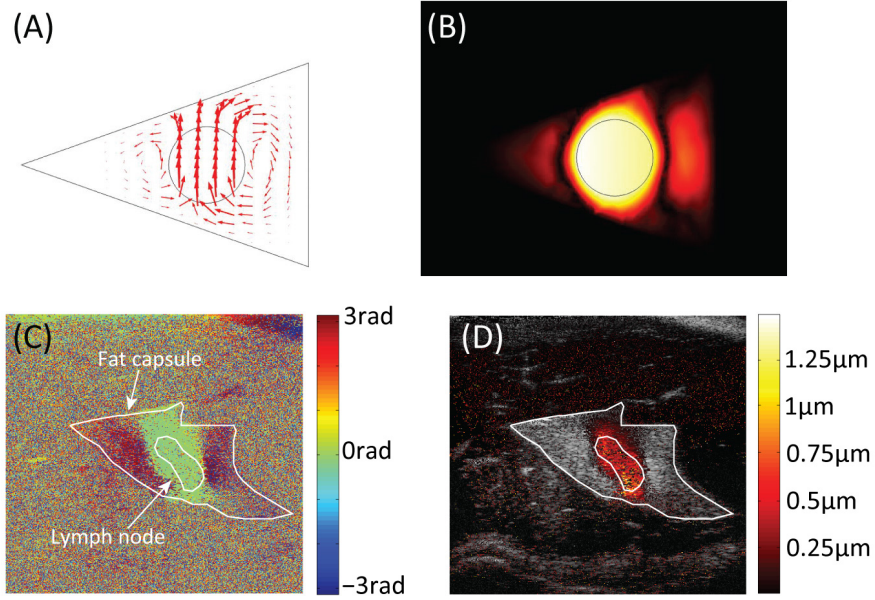 (A)
(B)
(C)
Fat capsule
Lymph node
3rad
0rad
−3rad
(D)
1.25µm
1µm
0.75µm
0.5µm
0.25µm